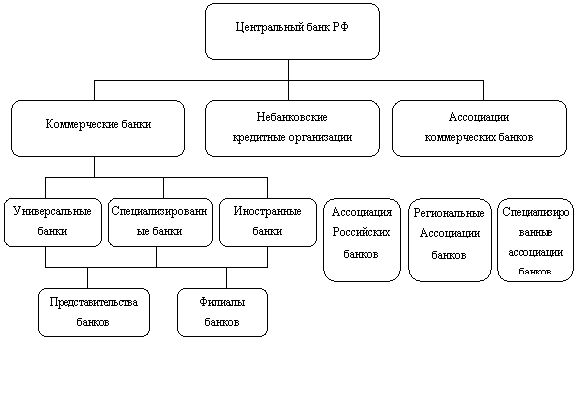 Центральный банк РФ
Коммерческие банки
Небанковские
кредитные организации
Ассоциации
коммерческих банков
Универсальные
банки
Специализированн
ые банки
Иностранные
банки
Ассоциация
Российских
банков
Региональные
Ассоциации
банков
Специализиро
ванные
ассоциации
банков
Представительства
банков
Филиалы
банков